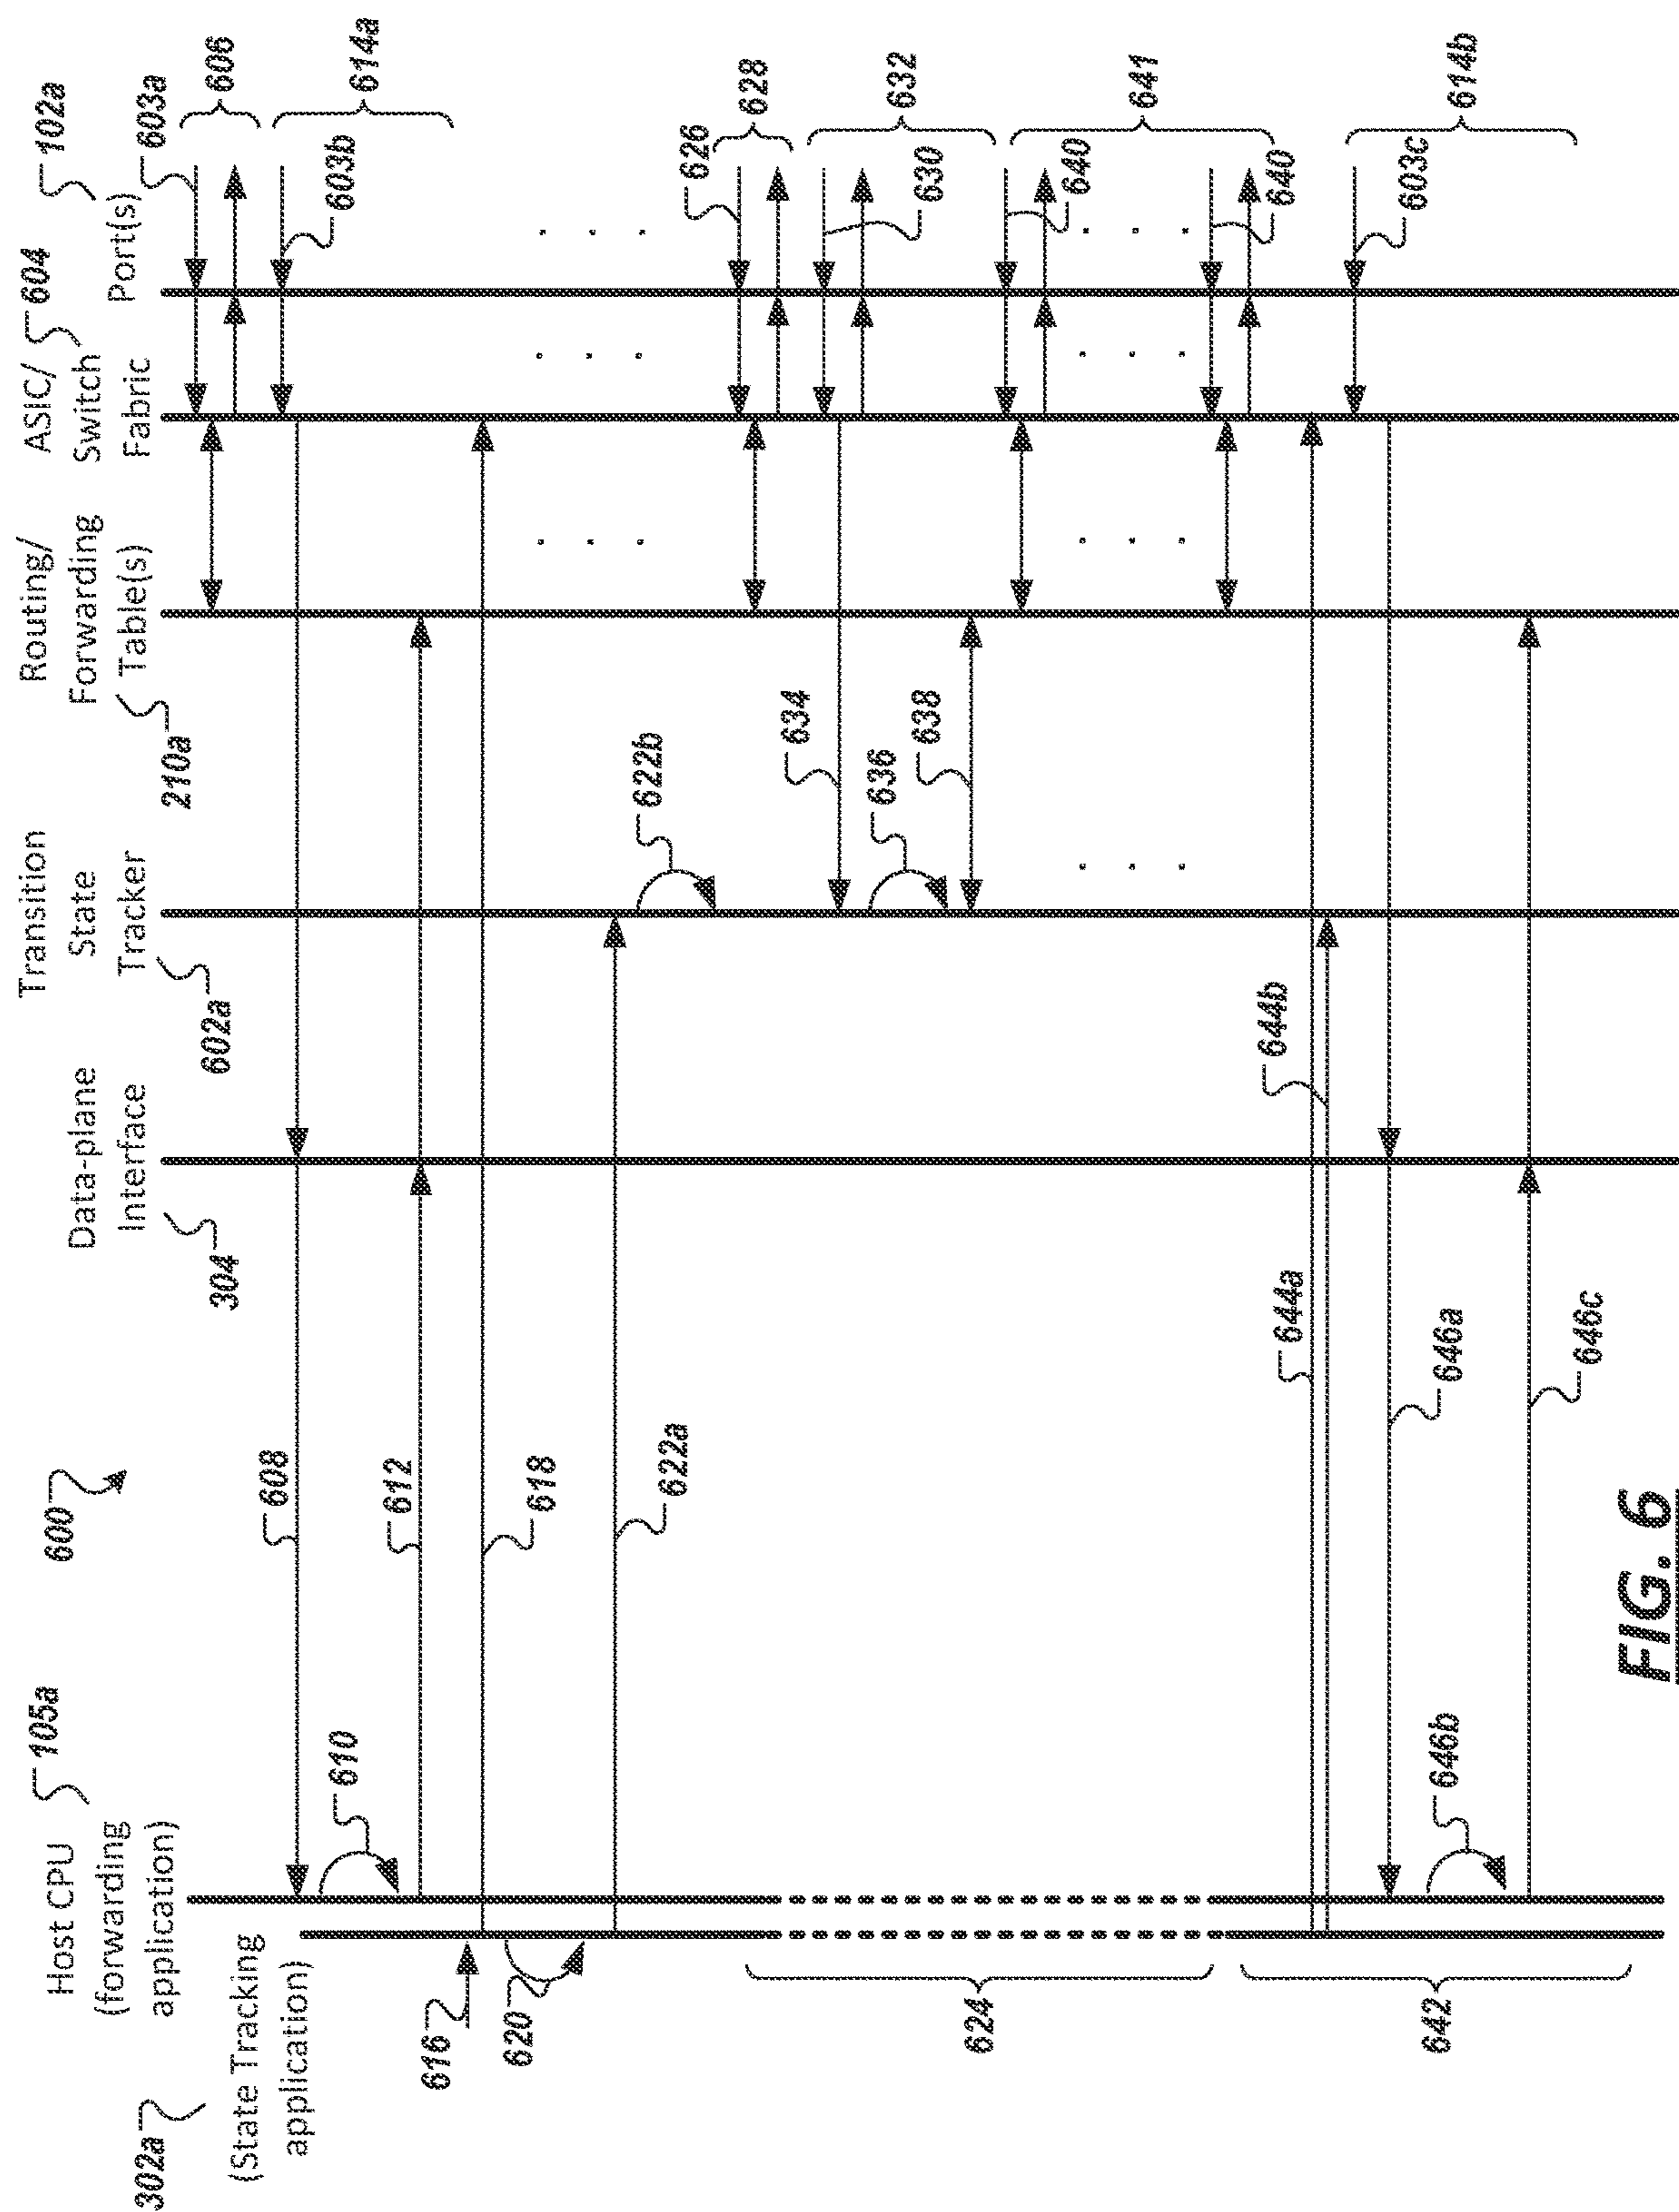 600
302a
(State Tracking
application)
Host CPU
(forwarding
application)
105a
Data-plane
Interface
304
Transition
State
Tracker
602a
Routing/
Forwarding
Table(s)
210a
ASIC/
Switch
Fabric
604
Port(s)
102a
603a
606
603b
614a
608
610
612
616
618
620
622a
622b
624
626
628
630
632
634
636
638
640
641
640
642
644a
644b
603c
614b
646a
646b
646c
FIG. 6